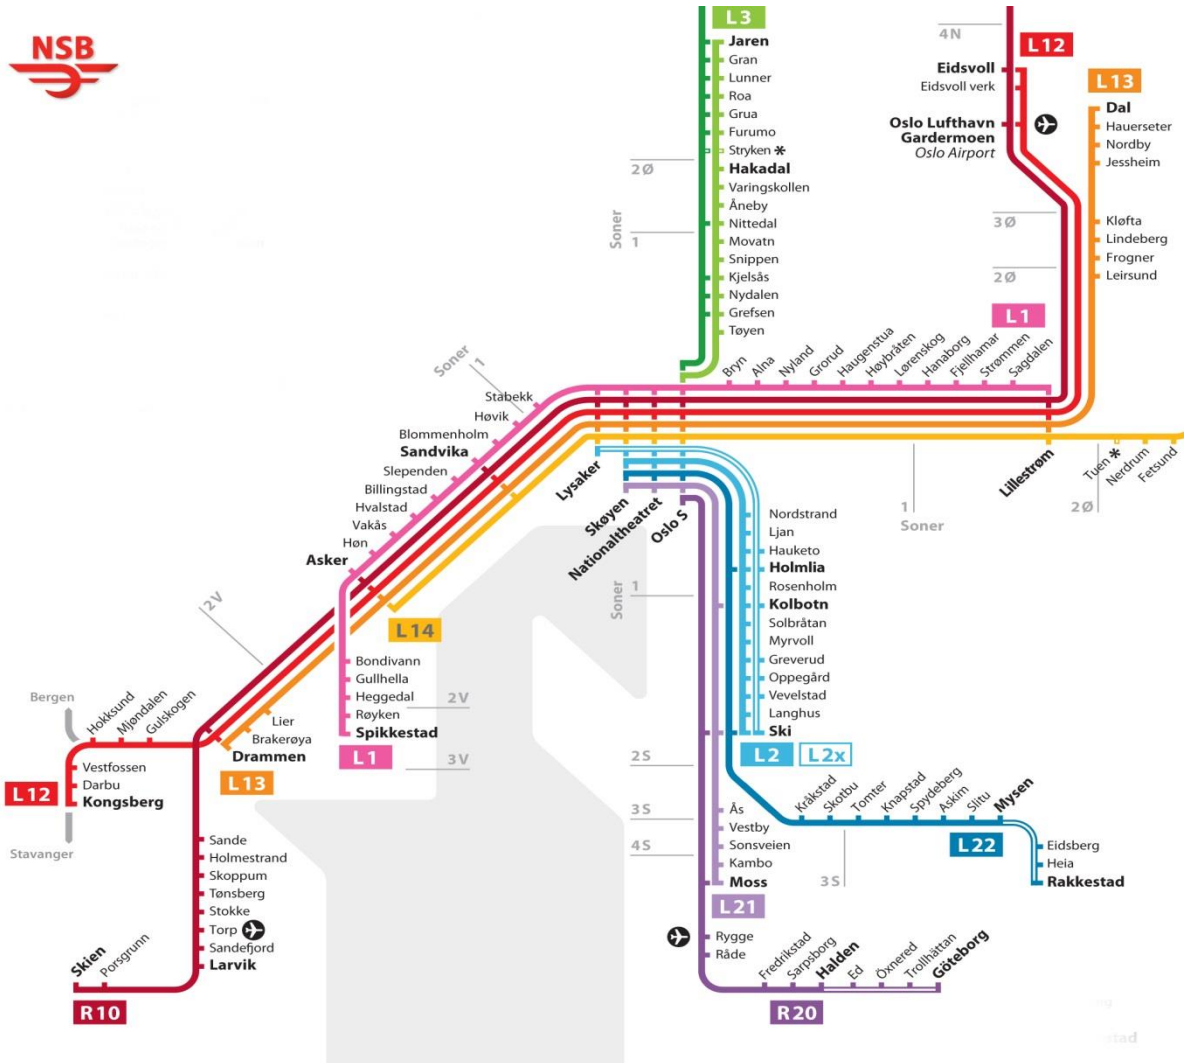 NSB
L3
Jaren
Gran
Lunner
Roa
Grua
Furumo
Stryken *
Hakadal
Varingskollen
Åneby
Nittedal
Movatn
Snippen
Kjelsås
Nydalen
Grefsen
Tøyen
2Ø
Soner
1
4N
L12
Eidsvoll
Eidsvoll verk
Oslo Lufthavn
Gardermoen
Oslo Airport
L13
Dal
Hauerseter
Nordby
Jessheim
Kløfta
Lindeberg
Frogner
Leirsund
3Ø
2Ø
L1
Bryn
Alna
Nyland
Grorud
Haugenstua
Høybråten
Lørenskog
Hanaborg
Fjellhamar
Strømmen
Sagdalen
Soner
1
Stabekk
Høvik
Blommenholm
Sandvika
Slependen
Billingstad
Hvalstad
Vakås
Høn
Asker
Lysaker
Skøyen
Nationaltheatret
Oslo S
Lillestrøm
Tuen *
Nerdrum
Fetsund
1
Soner
2Ø
2V
L14
Bondivann
Gullhella
Heggedal
Røyken
Spikkestad
L1
2V
3V
Nordstrand
Ljan
Hauketo
Holmlia
Rosenholm
Kolbotn
Solbråtan
Myrvoll
Greverud
Oppegård
Vevelstad
Langhus
Ski
L2
L2x
Soner
1
2S
3S
4S
Bergen
Hokksund
Mjøndalen
Gulskogen
Lier
Brakerøya
Drammen
L13
Vestfossen
Darbu
Kongsberg
L12
Stavanger
Sande
Holmestrand
Skoppum
Tønsberg
Stokke
Torp
Sandefjord
Larvik
Skien
Porsgrunn
R10
Ås
Vestby
Sonsveien
Kambo
Moss
L21
Rygge
Råde
Fredrikstad
Sarpsborg
Halden
Ed
Öxnered
Trollhättan
Göteborg
R20
Kråkstad
Skotbu
Tomter
Knapstad
Spydeberg
Askim
Slitu
Mysen
3S
L22
Eidsberg
Heia
Rakkestad